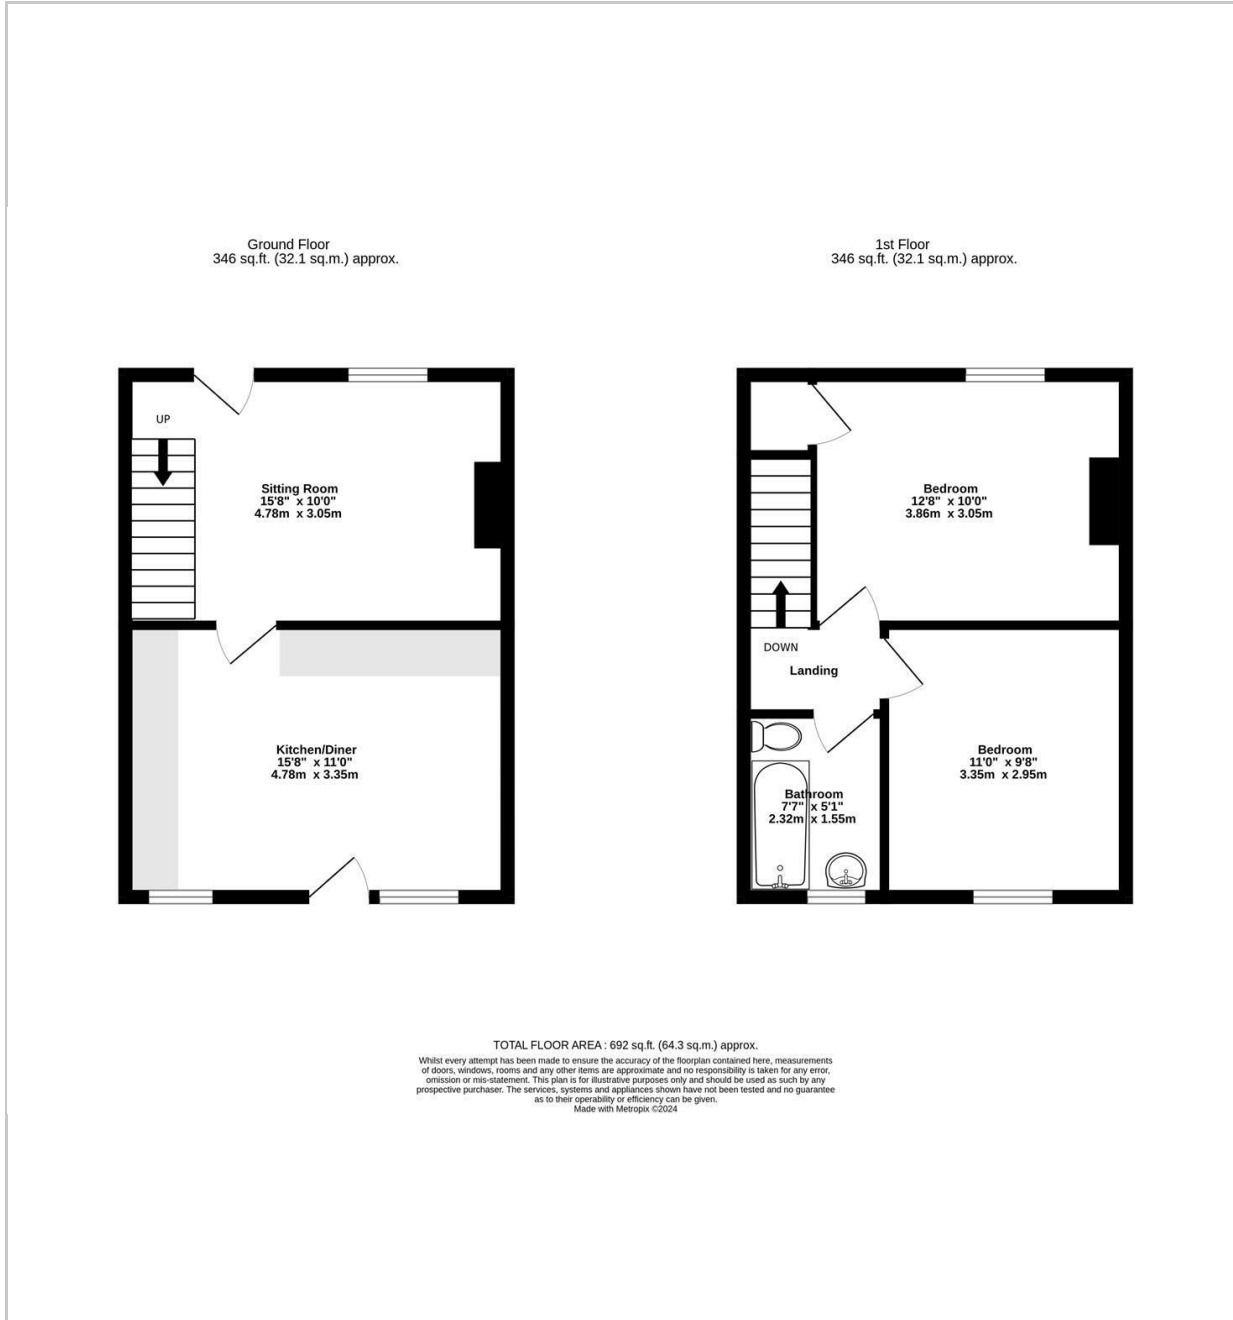 Ground Floor
346 sq.ft. (32.1 sq.m.) approx.
1st Floor
346 sq.ft. (32.1 sq.m.) approx.
UP
Sitting Room
15'8" x 10'0"
4.78m x 3.05m
Kitchen/Diner
15'8" x 11'0"
4.78m x 3.35m
Bedroom
12'8" x 10'0"
3.86m x 3.05m
DOWN
Landing
Bedroom
11'0" x 9'8"
3.35m x 2.95m
Bathroom
7'7" x 5'1"
2.32m x 1.55m
TOTAL FLOOR AREA : 692 sq.ft. (64.3 sq.m.) approx.
Whilst every attempt has been made to ensure the accuracy of the floorplan contained here, measurements
of doors, windows, rooms and any other items are approximate and no responsibility is taken for any error,
omission or mis-statement. This plan is for illustrative purposes only and should be used as such by any
prospective purchaser. The services, systems and appliances shown have not been tested and no guarantee
as to their operability or efficiency can be given.
Made with Metropix ©2024